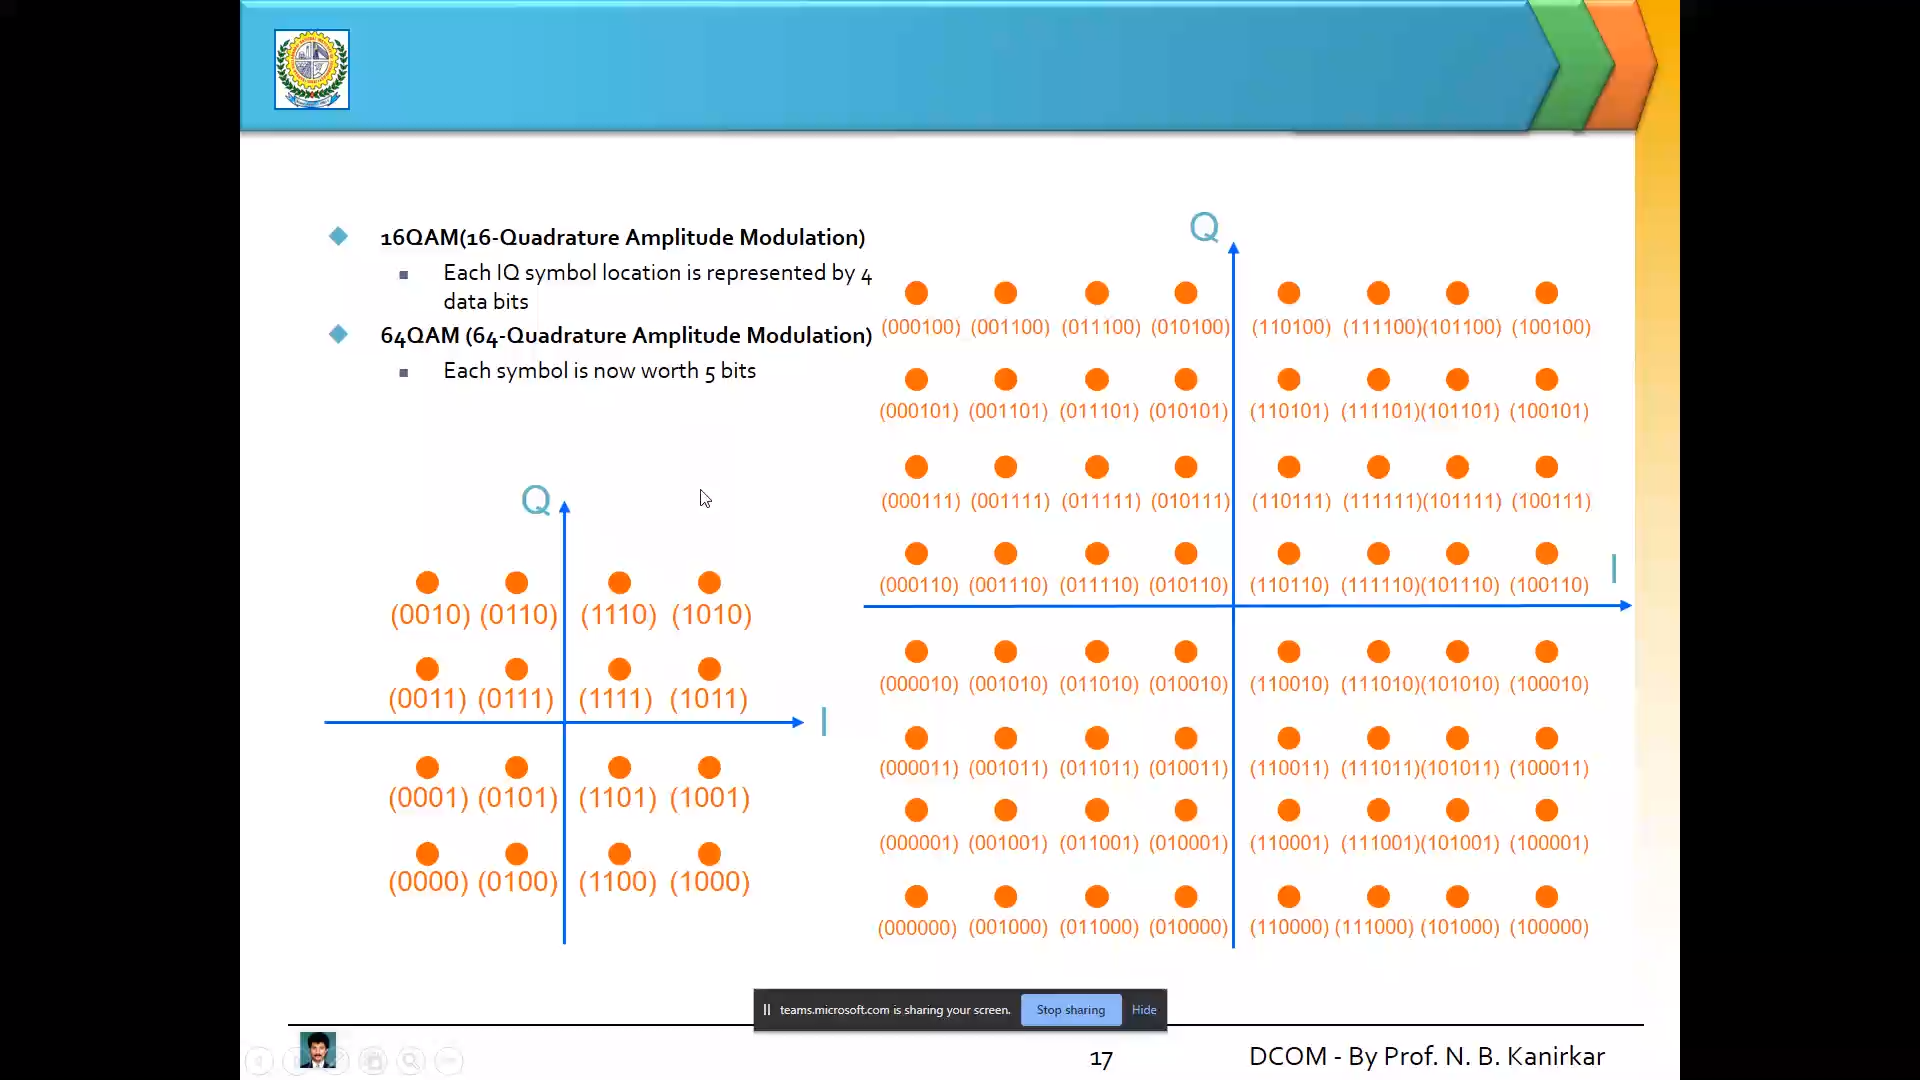 16QAM(16-Quadrature Amplitude Modulation)
Each IQ symbol location is represented by 4
data bits
64QAM (64-Quadrature Amplitude Modulation)
Each symbol is now worth 5 bits
Q
(0010) (0110) (1110) (1010)
(0011) (0111) (1111) (1011)
I
(0001) (0101) (1101) (1001)
(0000) (0100) (1100) (1000)
Q
(000100) (001100) (011100) (010100) (110100) (111100) (101100) (100100)
(000101) (001101) (011101) (010101) (110101) (111101) (101101) (100101)
(000111) (001111) (011111) (010111) (110111) (111111) (101111) (100111)
I
(000110) (001110) (011110) (010110) (110110) (111110) (101110) (100110)
(000010) (001010) (011010) (010010) (110010) (111010) (101010) (100010)
(000011) (001011) (011011) (010011) (110011) (111011) (101011) (100011)
(000001) (001001) (011001) (010001) (110001) (111001) (101001) (100001)
(000000) (001000) (011000) (010000) (110000) (111000) (101000) (100000)
teams.microsoft.com is sharing your screen. Stop sharing Hide
17
DCOM - By Prof. N. B. Kanirkar